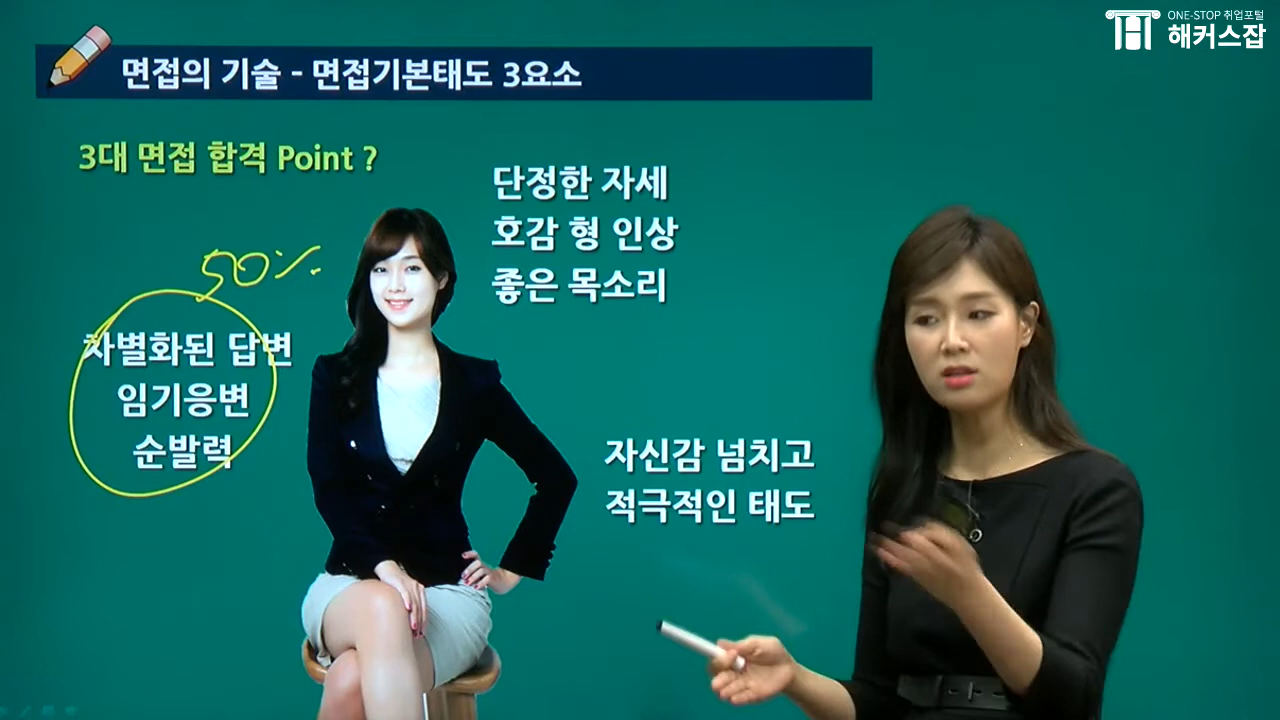 ONE-STOP 취업포털
해커스잡
면접의 기술 - 면접기본태도 3요소
3대 면접 합격 Point ?
단정한 자세
호감 형 인상
좋은 목소리
50%
차별화된 답변
임기응변
순발력
자신감 넘치고
적극적인 태도